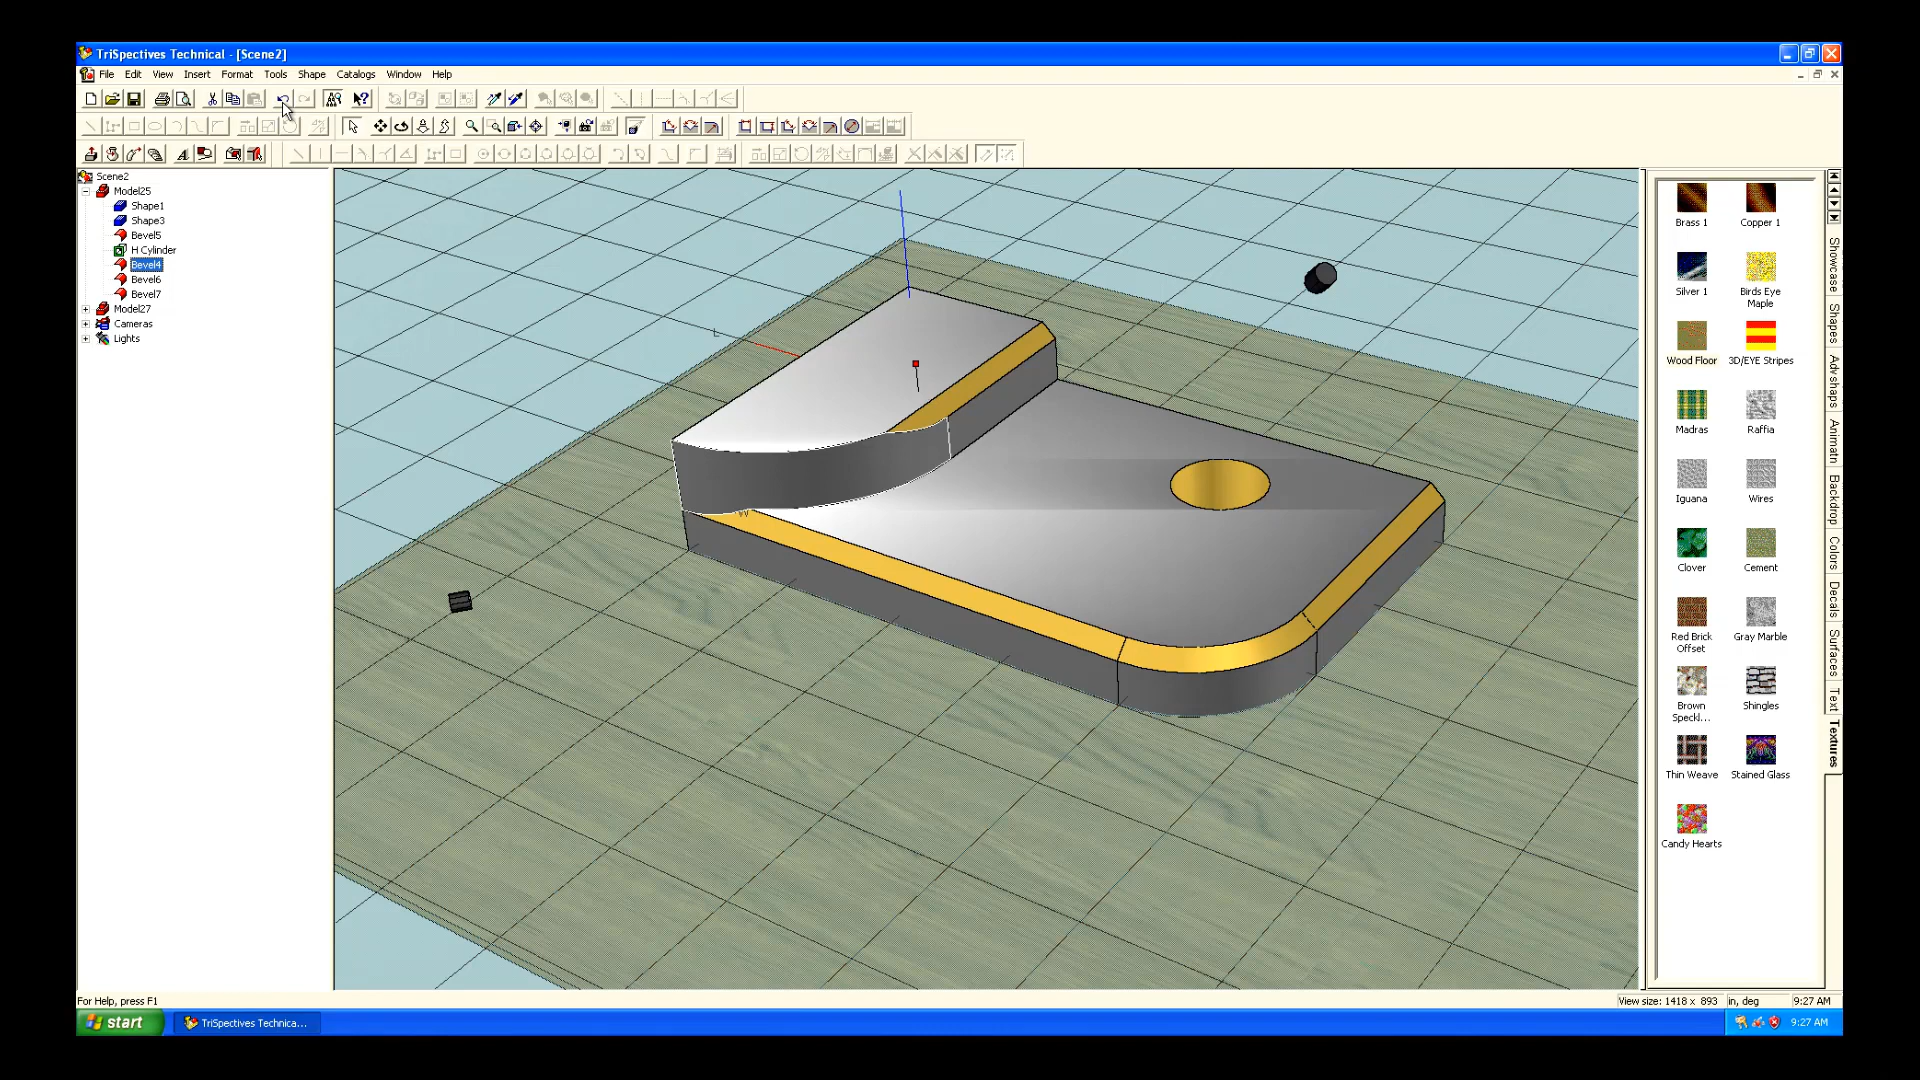 TriSpectives Technical - [Scene2]
File Edit View Insert Format Tools Shape Catalogs Window Help
Scene2
Model25
Shape1
Shape3
Bevel5
H Cylinder
Bevel4
Bevel6
Bevel7
Model27
Cameras
Lights
L
W
Brass 1 Copper 1
Silver 1 Birds Eye
Maple
Wood Floor 3D/EYE Stripes
Madras Raffia
Iguana Wires
Clover Cement
Red Brick
Offset Gray Marble
Brown
Speckl... Shingles
Thin Weave Stained Glass
Candy Hearts
Showcase
Shapes
Advshaps
Animatn
Backdrop
Colors
Decals
Surfaces
Text
Textures
For Help, press F1 View size: 1418 x 893 in, deg 9:27 AM
start TriSpectives Technica... 9:27 AM